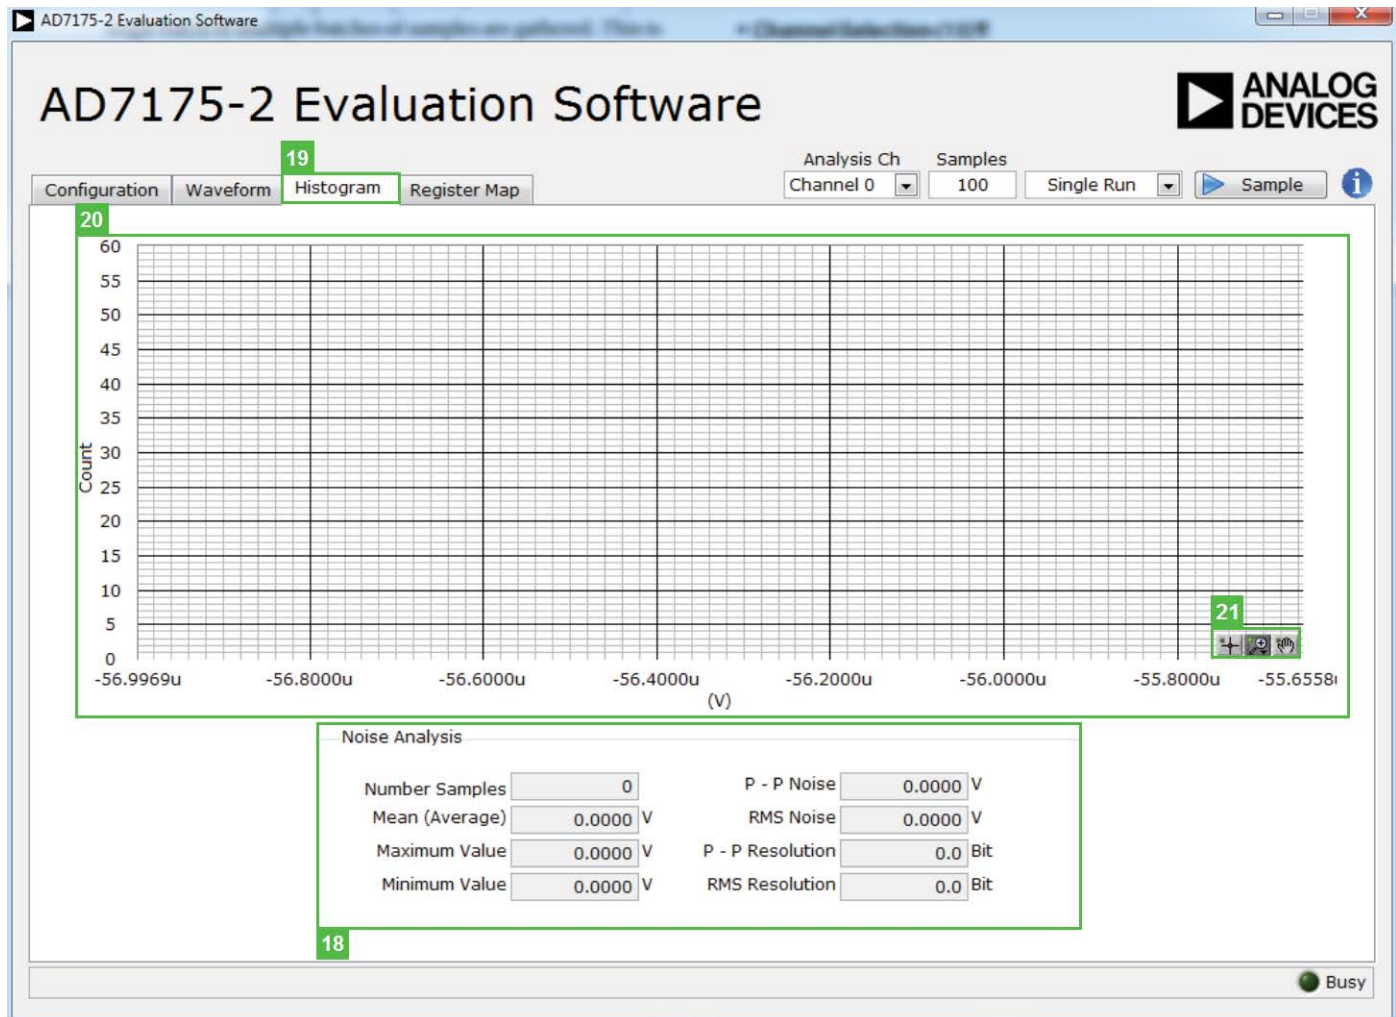 AD7175-2 Evaluation Software
AD7175-2 Evaluation Software
ANALOG
DEVICES
19
Analysis Ch Samples
Configuration Waveform Histogram Register Map Channel 0 100 Single Run Sample i
20
60
55
50
45
40
35
30
25
20
15
10
5
0
Count
21
-56.9969u -56.8000u -56.6000u -56.4000u -56.2000u -56.0000u -55.8000u -55.6558u
(V)
Noise Analysis
Number Samples 0 P - P Noise 0.0000 V
Mean (Average) 0.0000 V RMS Noise 0.0000 V
Maximum Value 0.0000 V P - P Resolution 0.0 Bit
Minimum Value 0.0000 V RMS Resolution 0.0 Bit
18
Busy